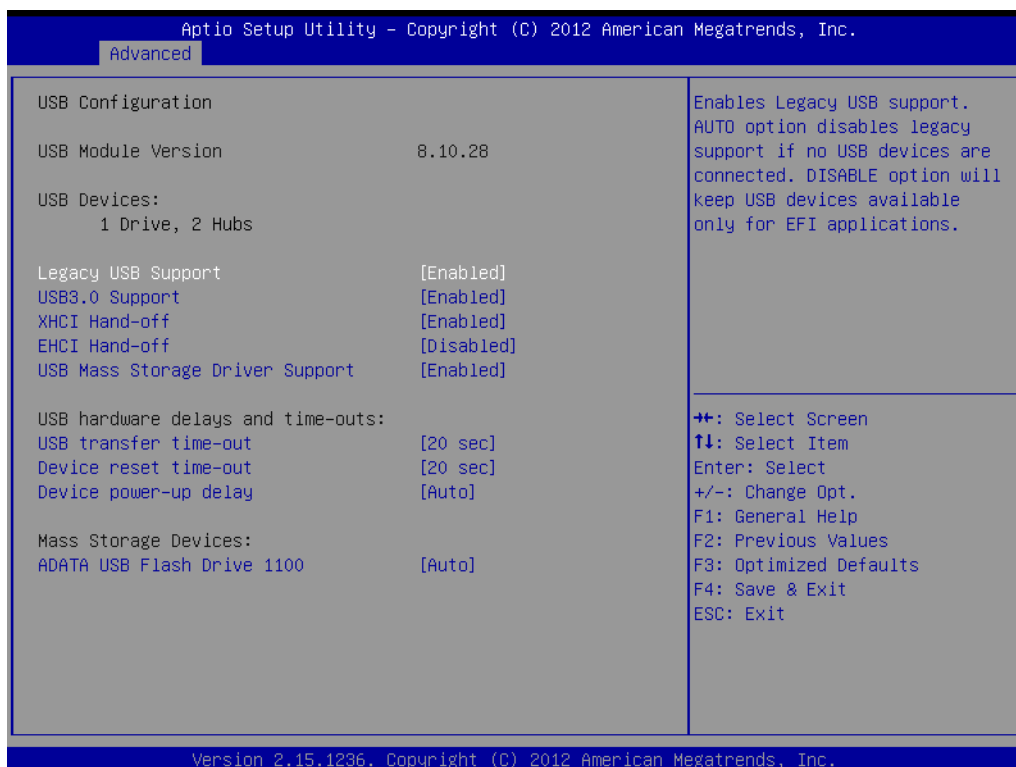 Aptio Setup Utility – Copyright (C) 2012 American Megatrends, Inc.
Advanced
USB Configuration
USB Module Version 8.10.28
USB Devices:
1 Drive, 2 Hubs
Legacy USB Support [Enabled]
USB3.0 Support [Enabled]
XHCI Hand-off [Enabled]
EHCI Hand-off [Disabled]
USB Mass Storage Driver Support [Enabled]
USB hardware delays and time-outs:
USB transfer time-out [20 sec]
Device reset time-out [20 sec]
Device power-up delay [Auto]
Mass Storage Devices:
ADATA USB Flash Drive 1100 [Auto]
Enables Legacy USB support.
AUTO option disables legacy
support if no USB devices are
connected. DISABLE option will
keep USB devices available
only for EFI applications.
→←: Select Screen
↑↓: Select Item
Enter: Select
+/-: Change Opt.
F1: General Help
F2: Previous Values
F3: Optimized Defaults
F4: Save & Exit
ESC: Exit
Version 2.15.1236. Copyright (C) 2012 American Megatrends, Inc.